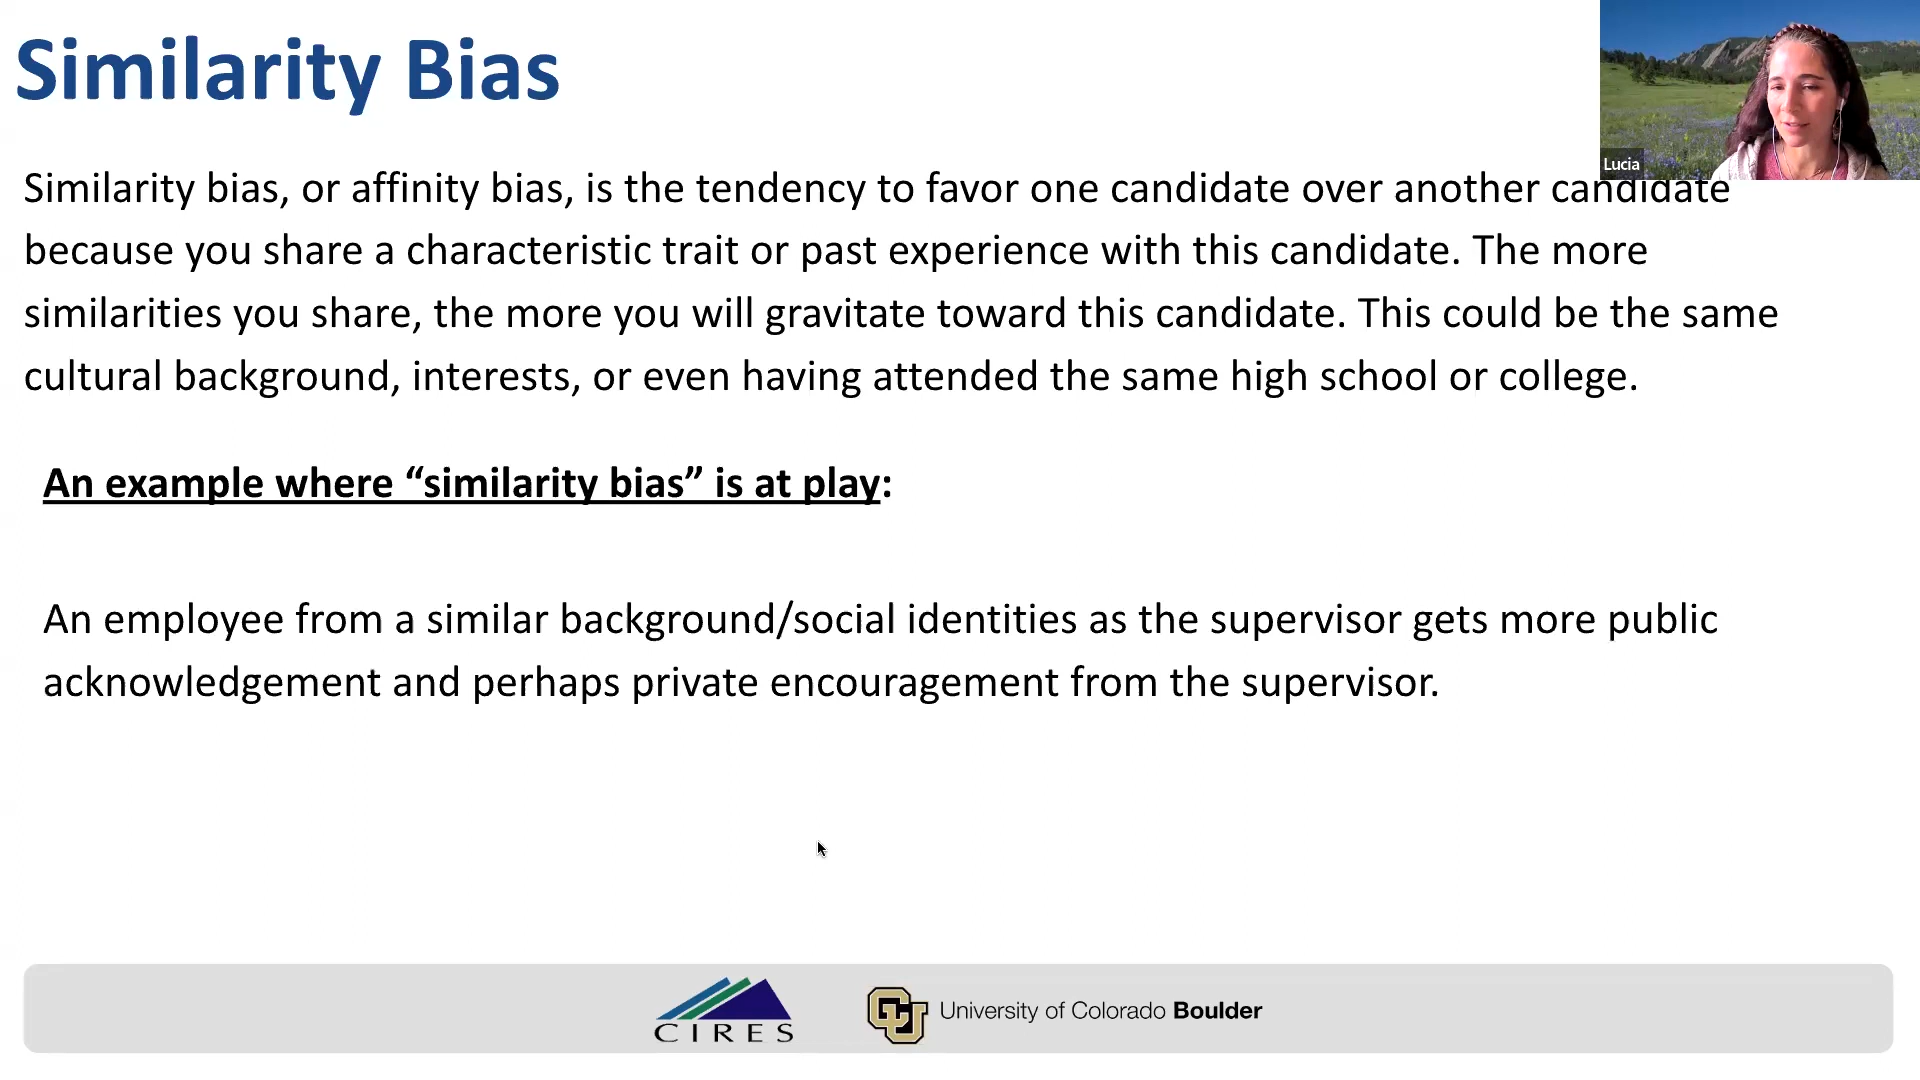 Similarity Bias
Lucia
Similarity bias, or affinity bias, is the tendency to favor one candidate over another candidate
because you share a characteristic trait or past experience with this candidate. The more
similarities you share, the more you will gravitate toward this candidate. This could be the same
cultural background, interests, or even having attended the same high school or college.
An example where “similarity bias” is at play:
An employee from a similar background/social identities as the supervisor gets more public
acknowledgement and perhaps private encouragement from the supervisor.
CIRES
CU University of Colorado Boulder